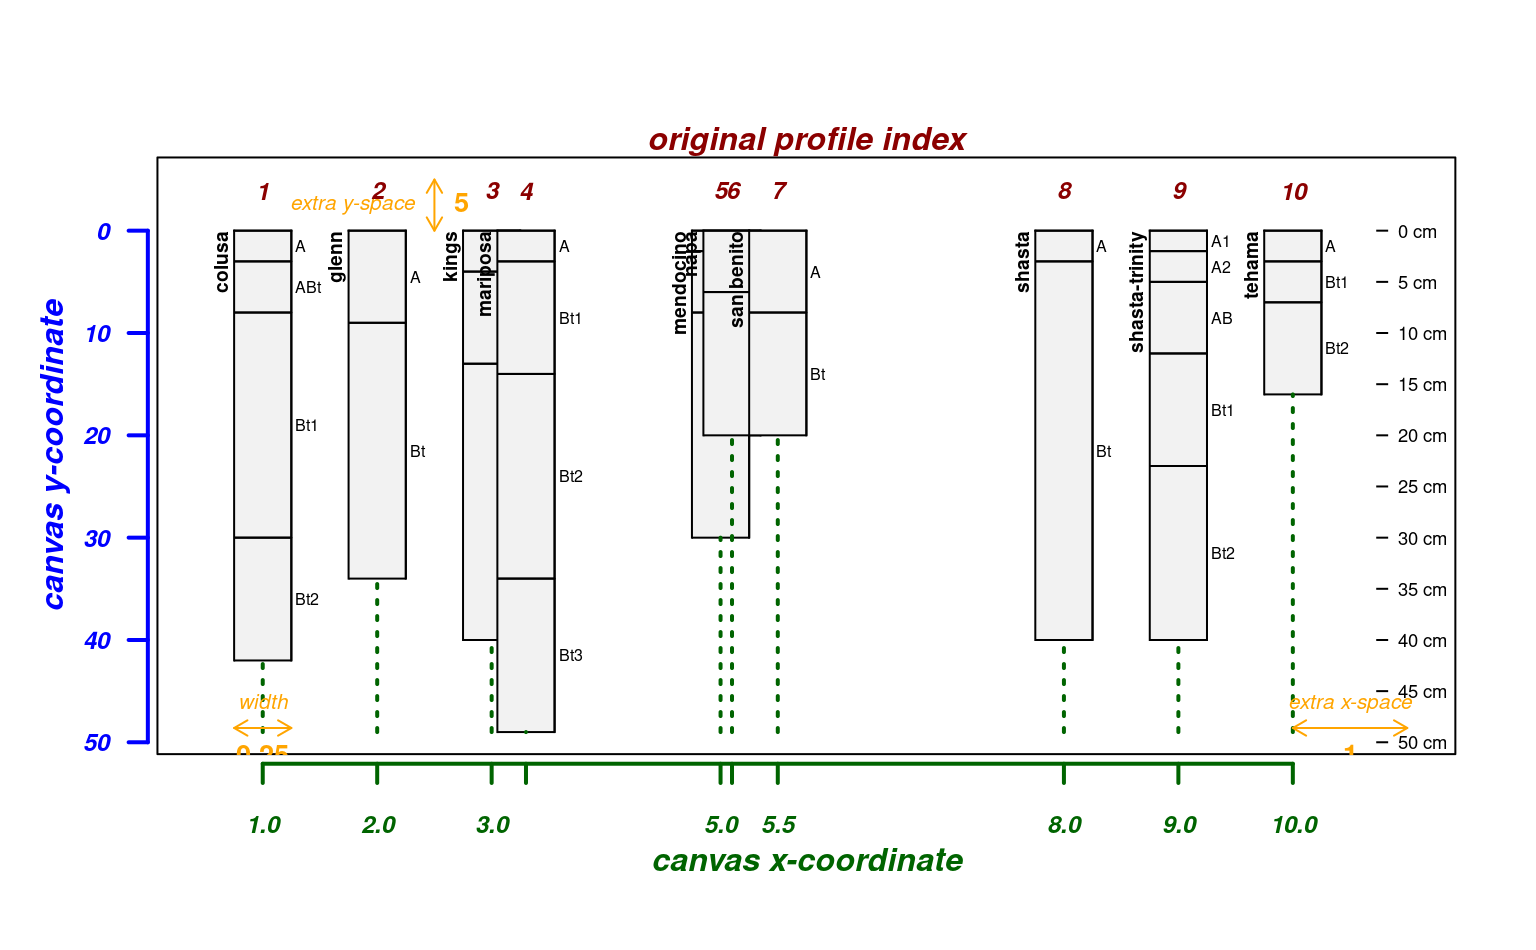 original profile index
1 2 3 4 56 7 8 9 10
extra y-space 5
canvas y-coordinate
0
10
20
30
40
50
colusa
A
ABt
Bt1
Bt2
glenn
A
Bt
kings
mariposa
A
Bt1
Bt2
Bt3
mendocino
napa
san benito
A
Bt
shasta
A
Bt
shasta-trinity
A1
A2
AB
Bt1
Bt2
tehama
A
Bt1
Bt2
0 cm
5 cm
10 cm
15 cm
20 cm
25 cm
30 cm
35 cm
40 cm
45 cm
50 cm
width
0.25
extra x-space
1
1.0 2.0 3.0 5.0 5.5 8.0 9.0 10.0
canvas x-coordinate